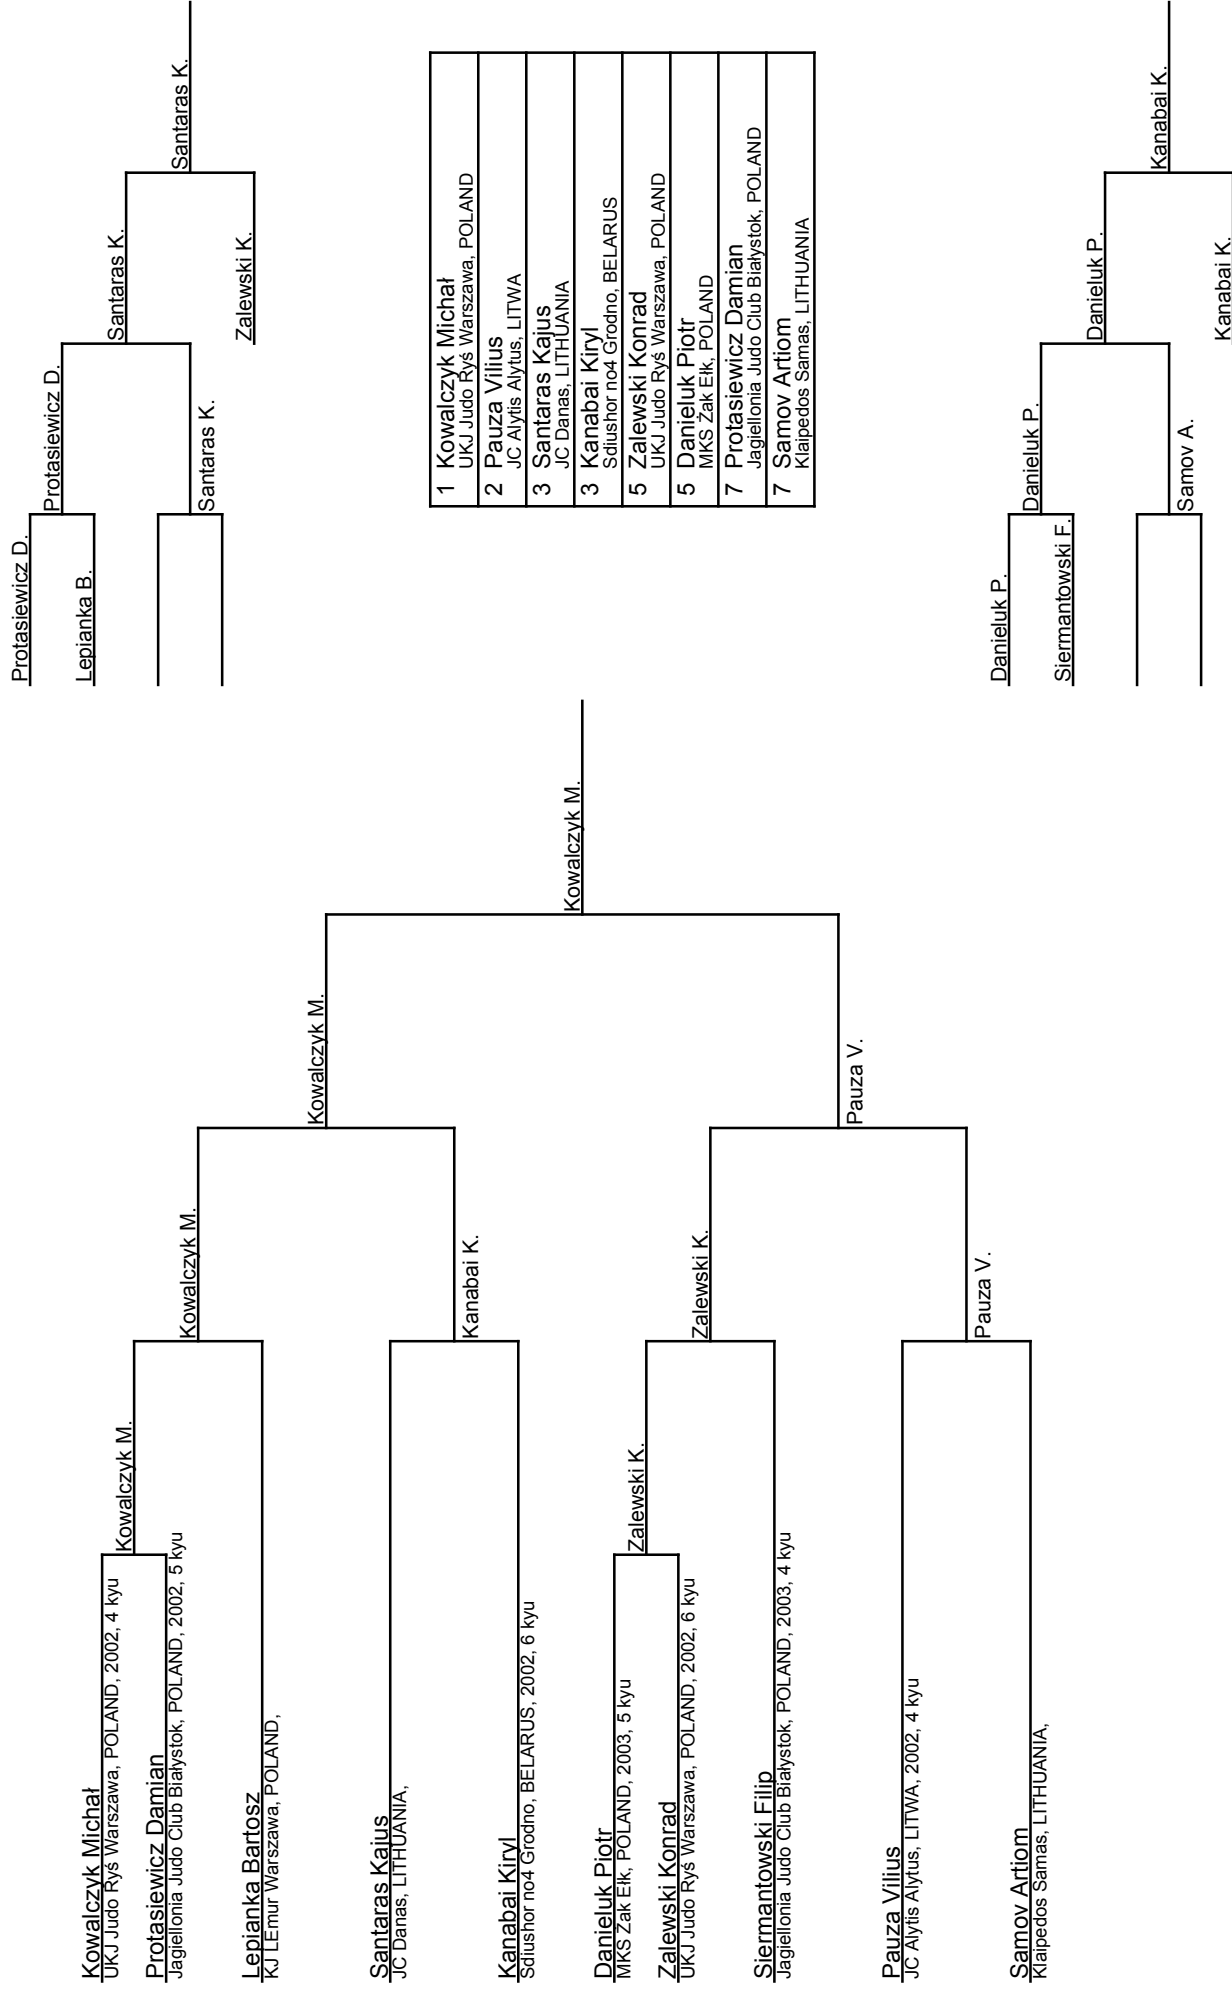 Kowalczyk Michał
UKJ Judo Ryś Warszawa, POLAND, 2002, 4 kyu
Protasiewicz Damian
Jagiellonia Judo Club Białystok, POLAND, 2002, 5 kyu
Lepianka Bartosz
KJ LEmur Warszawa, POLAND,
Santaras Kajus
JC Danas, LITHUANIA,
Kanabai Kiryl
Sdiushor no4 Grodno, BELARUS, 2002, 6 kyu
Danieluk Piotr
MKS Żak Ełk, POLAND, 2003, 5 kyu
Zalewski Konrad
UKJ Judo Ryś Warszawa, POLAND, 2002, 6 kyu
Siermantowski Filip
Jagiellonia Judo Club Białystok, POLAND, 2003, 4 kyu
Pauza Vilius
JC Alytis Alytus, LITWA, 2002, 4 kyu
Samov Artiom
Klaipedos Samas, LITHUANIA,
Kowalczyk M.
Zalewski K.
Kowalczyk M.
Kanabai K.
Zalewski K.
Pauza V.
Kowalczyk M.
Pauza V.
Kowalczyk M.
Protasiewicz D.
Lepianka B.
Protasiewicz D.
Santaras K.
Santaras K.
Zalewski K.
Santaras K.
1 Kowalczyk Michał
UKJ Judo Ryś Warszawa, POLAND
2 Pauza Vilius
JC Alytis Alytus, LITWA
3 Santaras Kajus
JC Danas, LITHUANIA
3 Kanabai Kiryl
Sdiushor no4 Grodno, BELARUS
5 Zalewski Konrad
UKJ Judo Ryś Warszawa, POLAND
5 Danieluk Piotr
MKS Żak Ełk, POLAND
7 Protasiewicz Damian
Jagiellonia Judo Club Białystok, POLAND
7 Samov Artiom
Klaipedos Samas, LITHUANIA
Danieluk P.
Siermantowski F.
Danieluk P.
Samov A.
Danieluk P.
Kanabai K.
Kanabai K.